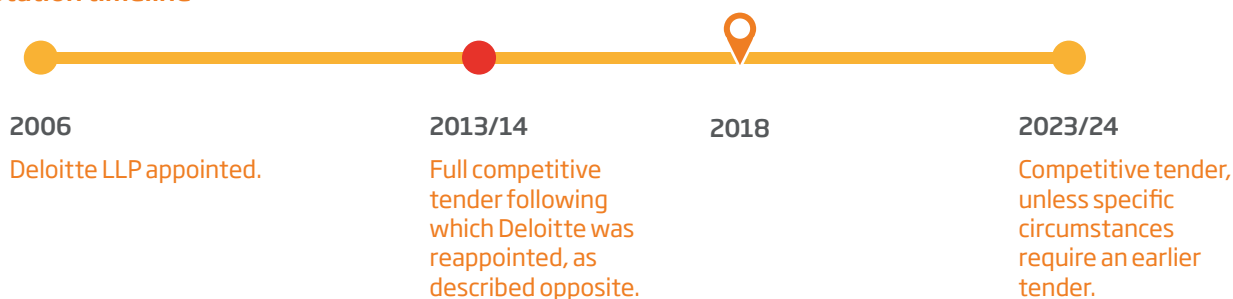 2006
Deloitte LLP appointed.
2013/14
Full competitive
tender following
which Deloitte was
reappointed, as
described opposite.
2018
2023/24
Competitive tender,
unless specific
circumstances
require an earlier
tender.